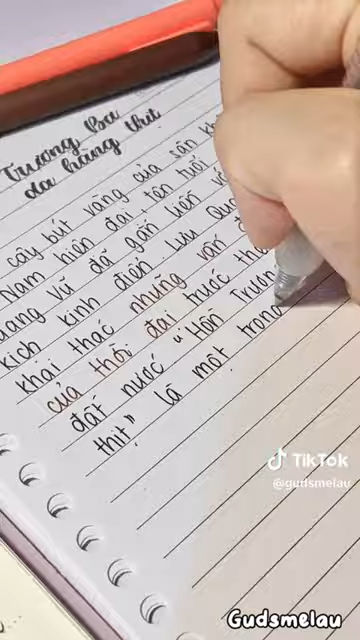 Trương Ba
da hàng thịt
cây bút vàng của sân
Nam hiện đại, tên tuổi
Quang Vũ đã gắn liền
kịch kinh điển. Lưu
khai thác những vấn
của thời đại trước
đất nước. "Hồn Trương
thịt" là một trong
TikTok
@gudsmelau
Gudsmelau